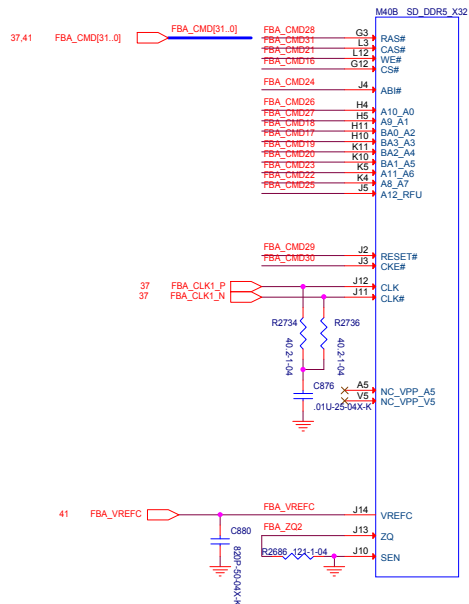 M40B SD_DDR5_X32
37,41 FBA_CMD[31..0] FBA_CMD[31..0]
FBA_CMD28 G3 RAS#
FBA_CMD31 L3 CAS#
FBA_CMD21 L12 WE#
FBA_CMD16 G12 CS#
FBA_CMD24 J4 ABI#
FBA_CMD26 H4 A10_A0
FBA_CMD27 H5 A9_A1
FBA_CMD18 H11 BA0_A2
FBA_CMD17 H10 BA3_A3
FBA_CMD19 K11 BA2_A4
FBA_CMD20 K10 BA1_A5
FBA_CMD23 K5 A11_A6
FBA_CMD22 K4 A8_A7
FBA_CMD25 J5 A12_RFU
FBA_CMD29 J2 RESET#
FBA_CMD30 J3 CKE#
37 FBA_CLK1_P J12 CLK
37 FBA_CLK1_N J11 CLK#
R2734 R2736
40.2-1-04 40.2-1-04
C876
.01U-25-04X-K
A5 NC_VPP_A5
V5 NC_VPP_V5
41 FBA_VREFC FBA_VREFC J14 VREFC
C880
820P-50-04X-K
FBA_ZQ2 J13 ZQ
R2686 121-1-04 J10 SEN